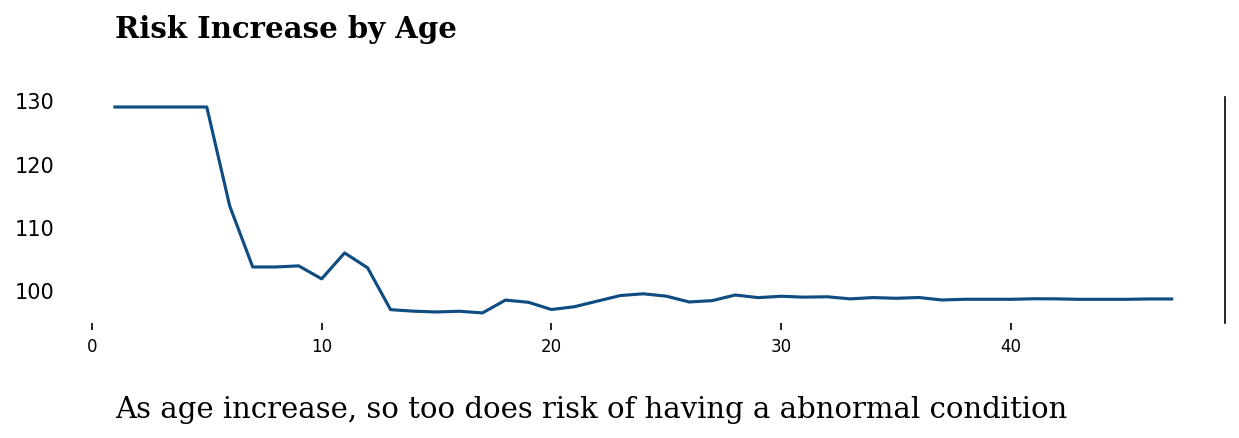 Risk Increase by Age
130
120
110
100
0 10 20 30 40
As age increase, so too does risk of having a abnormal condition